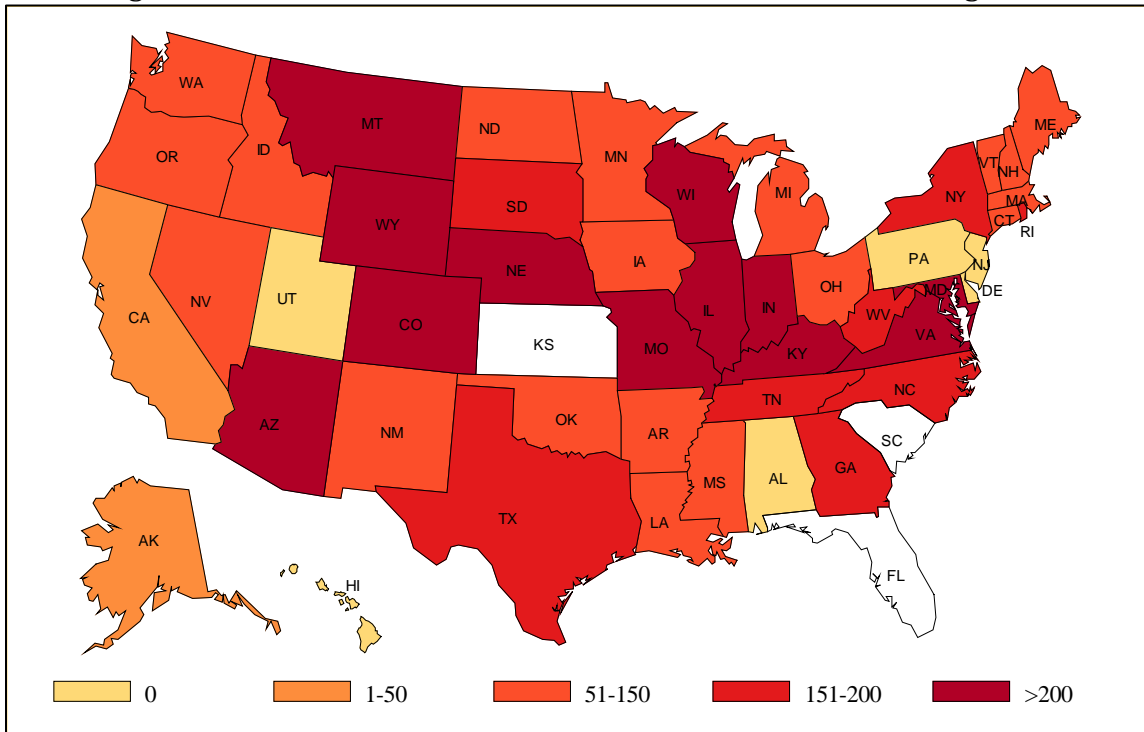 WA
MT
ND
ME
OR
ID
MN
VT
NH
SD
WI
MI
NY
MA
WY
CT
RI
IA
NE
PA
NJ
NV
UT
OH
DE
MD
CA
CO
IL
IN
WV
KS
MO
KY
VA
AZ
NM
OK
TN
NC
AR
SC
MS
AL
GA
TX
LA
AK
HI
FL
0
1-50
51-150
151-200
>200